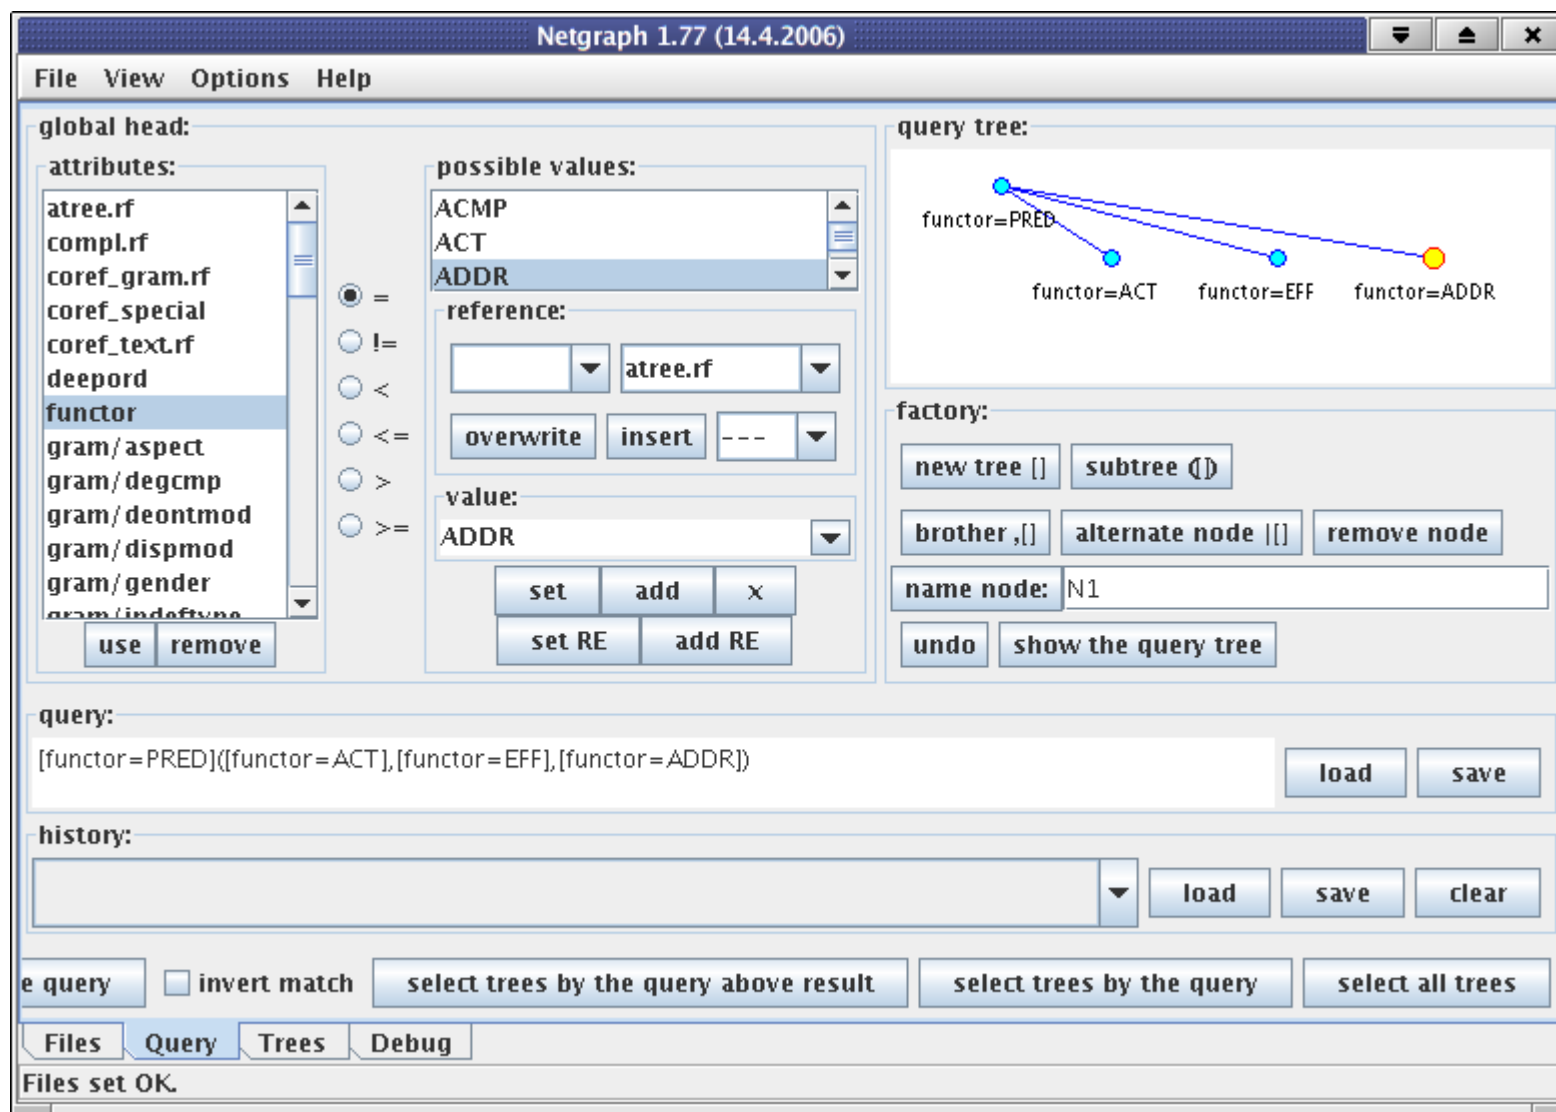 Netgraph 1.77 (14.4.2006)
File View Options Help
global head:
attributes:
atree.rf
compl.rf
coref_gram.rf
coref_special
coref_text.rf
deepord
functor
gram/aspect
gram/degcmp
gram/deontmod
gram/dispmod
gram/gender
gram/indeftype
use remove
=
!=
<
<=
>
>=
possible values:
ACMP
ACT
ADDR
reference:
atree.rf
overwrite insert ---
value:
ADDR
set add x
set RE add RE
query tree:
functor=PRED
functor=ACT functor=EFF functor=ADDR
factory:
new tree [] subtree ([])
brother ,[] alternate node |[] remove node
name node: N1
undo show the query tree
query:
[functor=PRED]([functor=ACT],[functor=EFF],[functor=ADDR])
load save
history:
load save clear
e query invert match select trees by the query above result select trees by the query select all trees
Files Query Trees Debug
Files set OK.